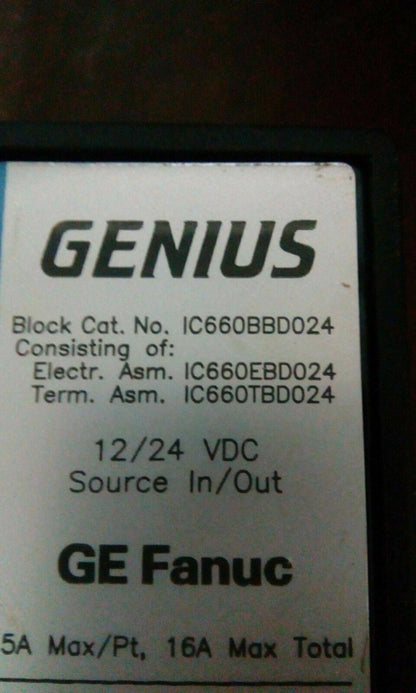 GENIUS
Block Cat. No. IC660BBD024
Consisting of:
Electr. Asm. IC660EBD024
Term. Asm. IC660TBD024
12/24 VDC
Source In/Out
GE Fanuc
5A Max/Pt, 16A Max Total